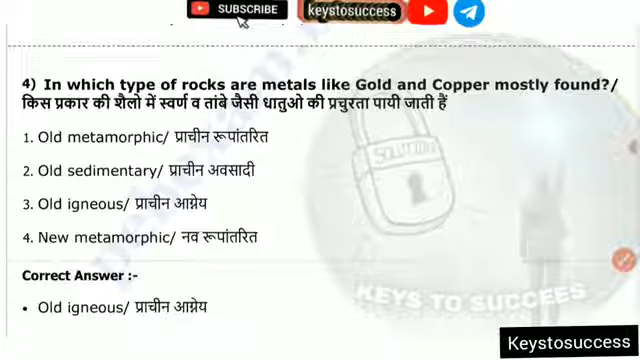 SUBSCRIBE
keystosuccess
4) In which type of rocks are metals like Gold and Copper mostly found?/
किस प्रकार की शैलो में स्वर्ण व तांबे जैसी धातुओ की प्रचुरता पायी जाती हैं
1. Old metamorphic/ प्राचीन रूपांतरित
2. Old sedimentary/ प्राचीन अवसादी
3. Old igneous/ प्राचीन आग्नेय
4. New metamorphic/ नव रूपांतरित
Correct Answer :-
• Old igneous/ प्राचीन आग्नेय
SOLUTIONS
KEYS TO SUCCEES
Keystosuccess